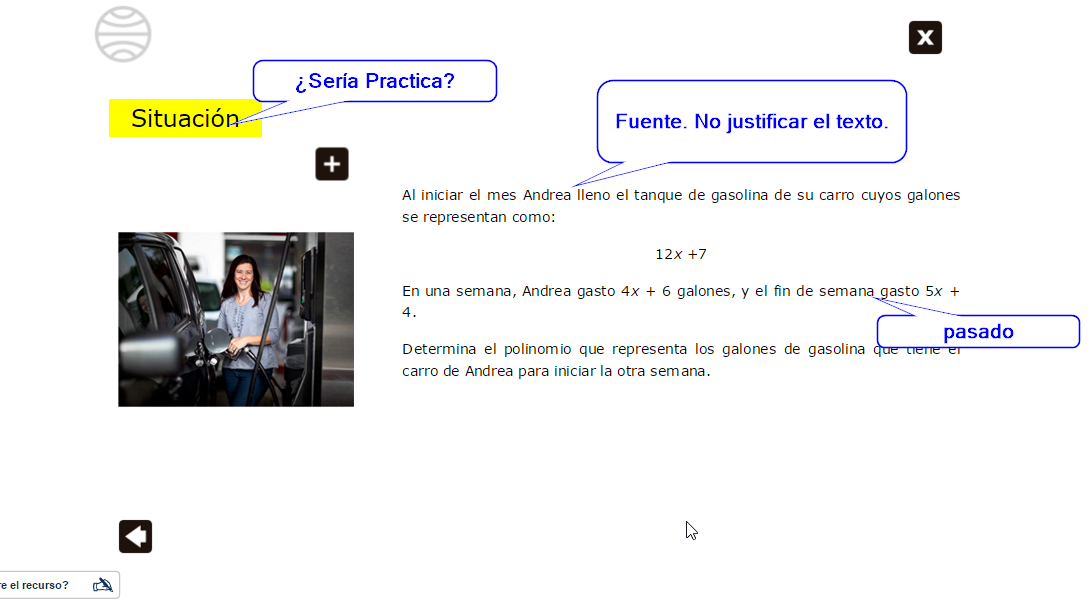 ¿Sería Practica?
Situación
Fuente. No justificar el texto.
Al iniciar el mes Andrea lleno el tanque de gasolina de su carro cuyos galones
se representan como:
12x +7
En una semana, Andrea gasto 4x + 6 galones, y el fin de semana gasto 5x +
4.
pasado
Determina el polinomio que representa los galones de gasolina que tiene el
carro de Andrea para iniciar la otra semana.
re el recurso?